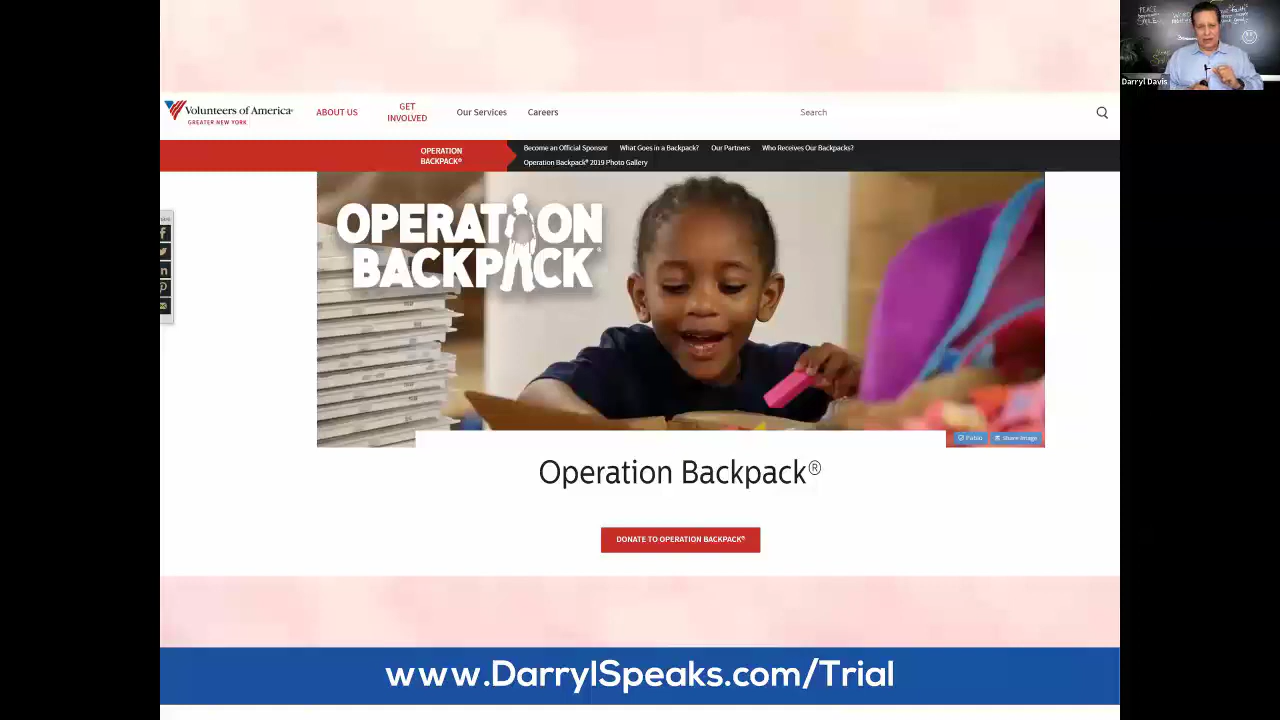 Volunteers of America
GREATER NEW YORK
ABOUT US
GET
INVOLVED
Our Services
Careers
Search
OPERATION
BACKPACK®
Become an Official Sponsor
What Goes in a Backpack?
Our Partners
Who Receives Our Backpacks?
Operation Backpack® 2019 Photo Gallery
OPERATION
BACKPACK
Share Image
Operation Backpack®
DONATE TO OPERATION BACKPACK®
www.DarrylSpeaks.com/Trial
Darryl Davis